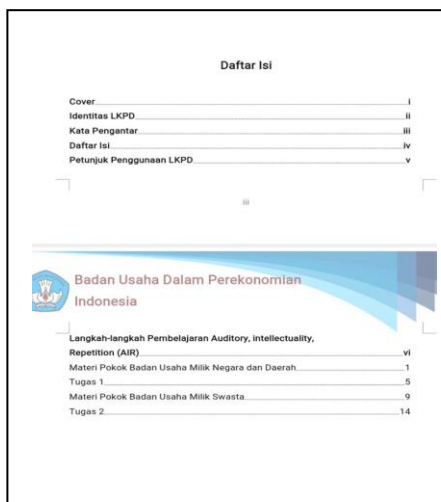 Daftar Isi
Cover i
Identitas LKPD ii
Kata Pengantar iii
Daftar Isi iv
Petunjuk Penggunaan LKPD v
iii
Badan Usaha Dalam Perekonomian
Indonesia
Langkah-langkah Pembelajaran Auditory, intellectuality,
Repetition (AIR) vi
Materi Pokok Badan Usaha Milik Negara dan Daerah 1
Tugas 1 5
Materi Pokok Badan Usaha Milik Swasta 9
Tugas 2 14